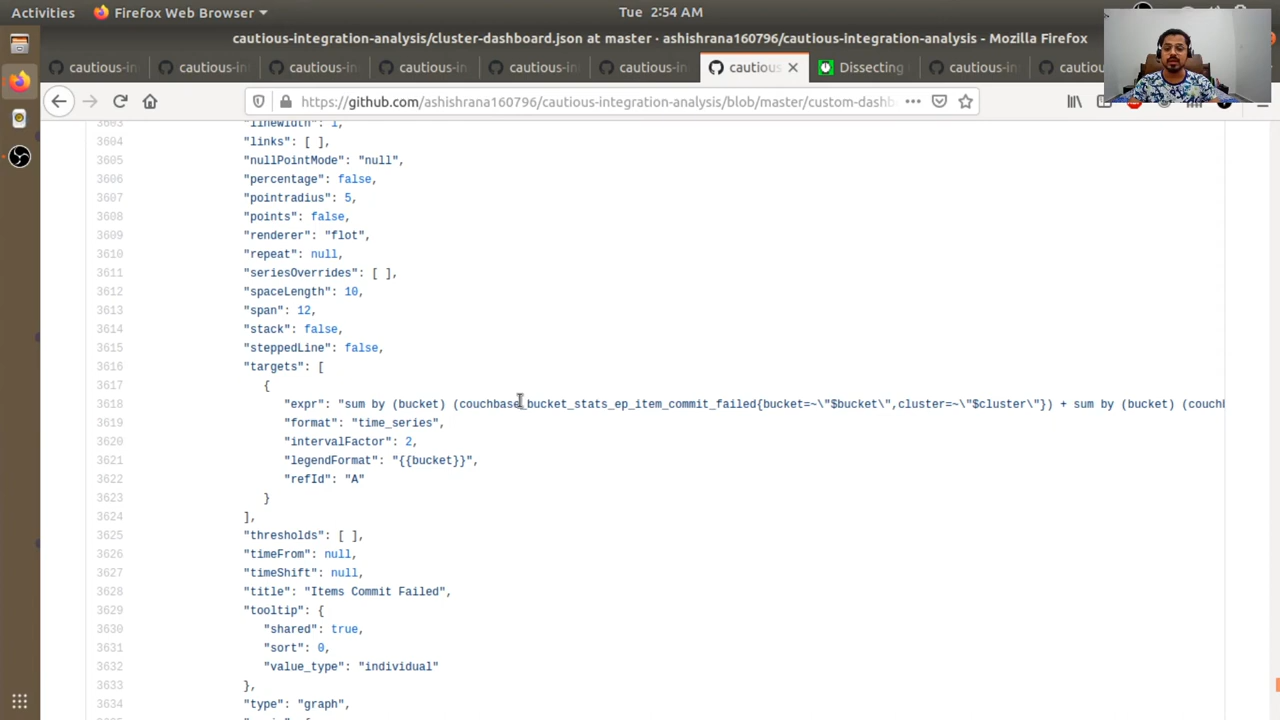 Activities Firefox Web Browser Tue 2:54 AM
cautious-integration-analysis/cluster-dashboard.json at master · ashishrana160796/cautious-integration-analysis - Mozilla Firefox
cautious-in cautious-in cautious-in cautious-in cautious-in cautious-in cautious- Dissecting cautious-in cautiou
https://github.com/ashishrana160796/cautious-integration-analysis/blob/master/custom-dashb
3603 "linewidth": 1,
3604 "links": [ ],
3605 "nullPointMode": "null",
3606 "percentage": false,
3607 "pointradius": 5,
3608 "points": false,
3609 "renderer": "flot",
3610 "repeat": null,
3611 "seriesOverrides": [ ],
3612 "spaceLength": 10,
3613 "span": 12,
3614 "stack": false,
3615 "steppedLine": false,
3616 "targets": [
3617 {
3618 "expr": "sum by (bucket) (couchbase_bucket_stats_ep_item_commit_failed{bucket=~\"$bucket\",cluster=~\"$cluster\"}) + sum by (bucket) (couchb
3619 "format": "time_series",
3620 "intervalFactor": 2,
3621 "legendFormat": "{{bucket}}",
3622 "refId": "A"
3623 }
3624 ],
3625 "thresholds": [ ],
3626 "timeFrom": null,
3627 "timeShift": null,
3628 "title": "Items Commit Failed",
3629 "tooltip": {
3630 "shared": true,
3631 "sort": 0,
3632 "value_type": "individual"
3633 },
3634 "type": "graph",